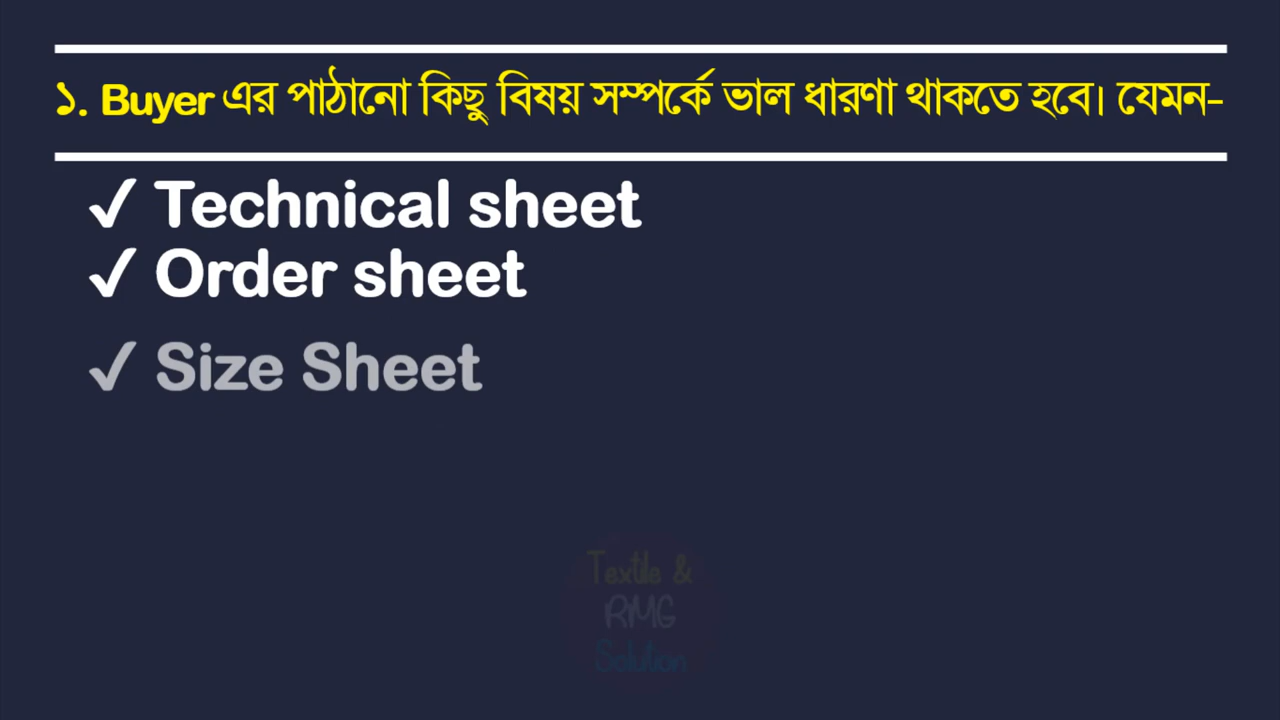 ১. Buyer এর পাঠানো কিছু বিষয় সম্পর্কে ভাল ধারণা থাকতে হবে। যেমন-
✓ Technical sheet
✓ Order sheet
✓ Size Sheet
Textile &
RMG
Solution